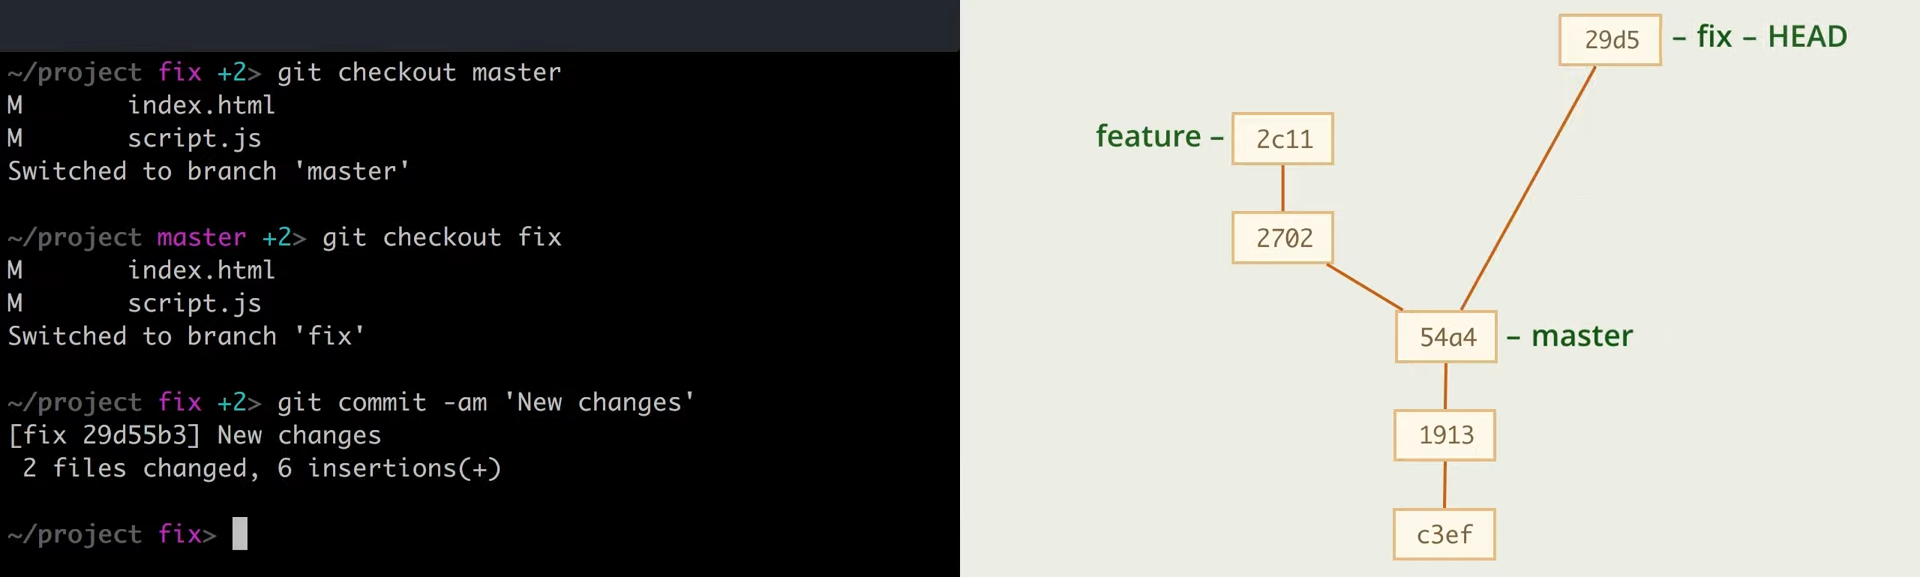 ~/project fix +2> git checkout master
M       index.html
M       script.js
Switched to branch 'master'
~/project master +2> git checkout fix
M       index.html
M       script.js
Switched to branch 'fix'
~/project fix +2> git commit -am 'New changes'
[fix 29d55b3] New changes
 2 files changed, 6 insertions(+)
~/project fix>
29d5 – fix – HEAD
feature – 2c11
2702
54a4 – master
1913
c3ef